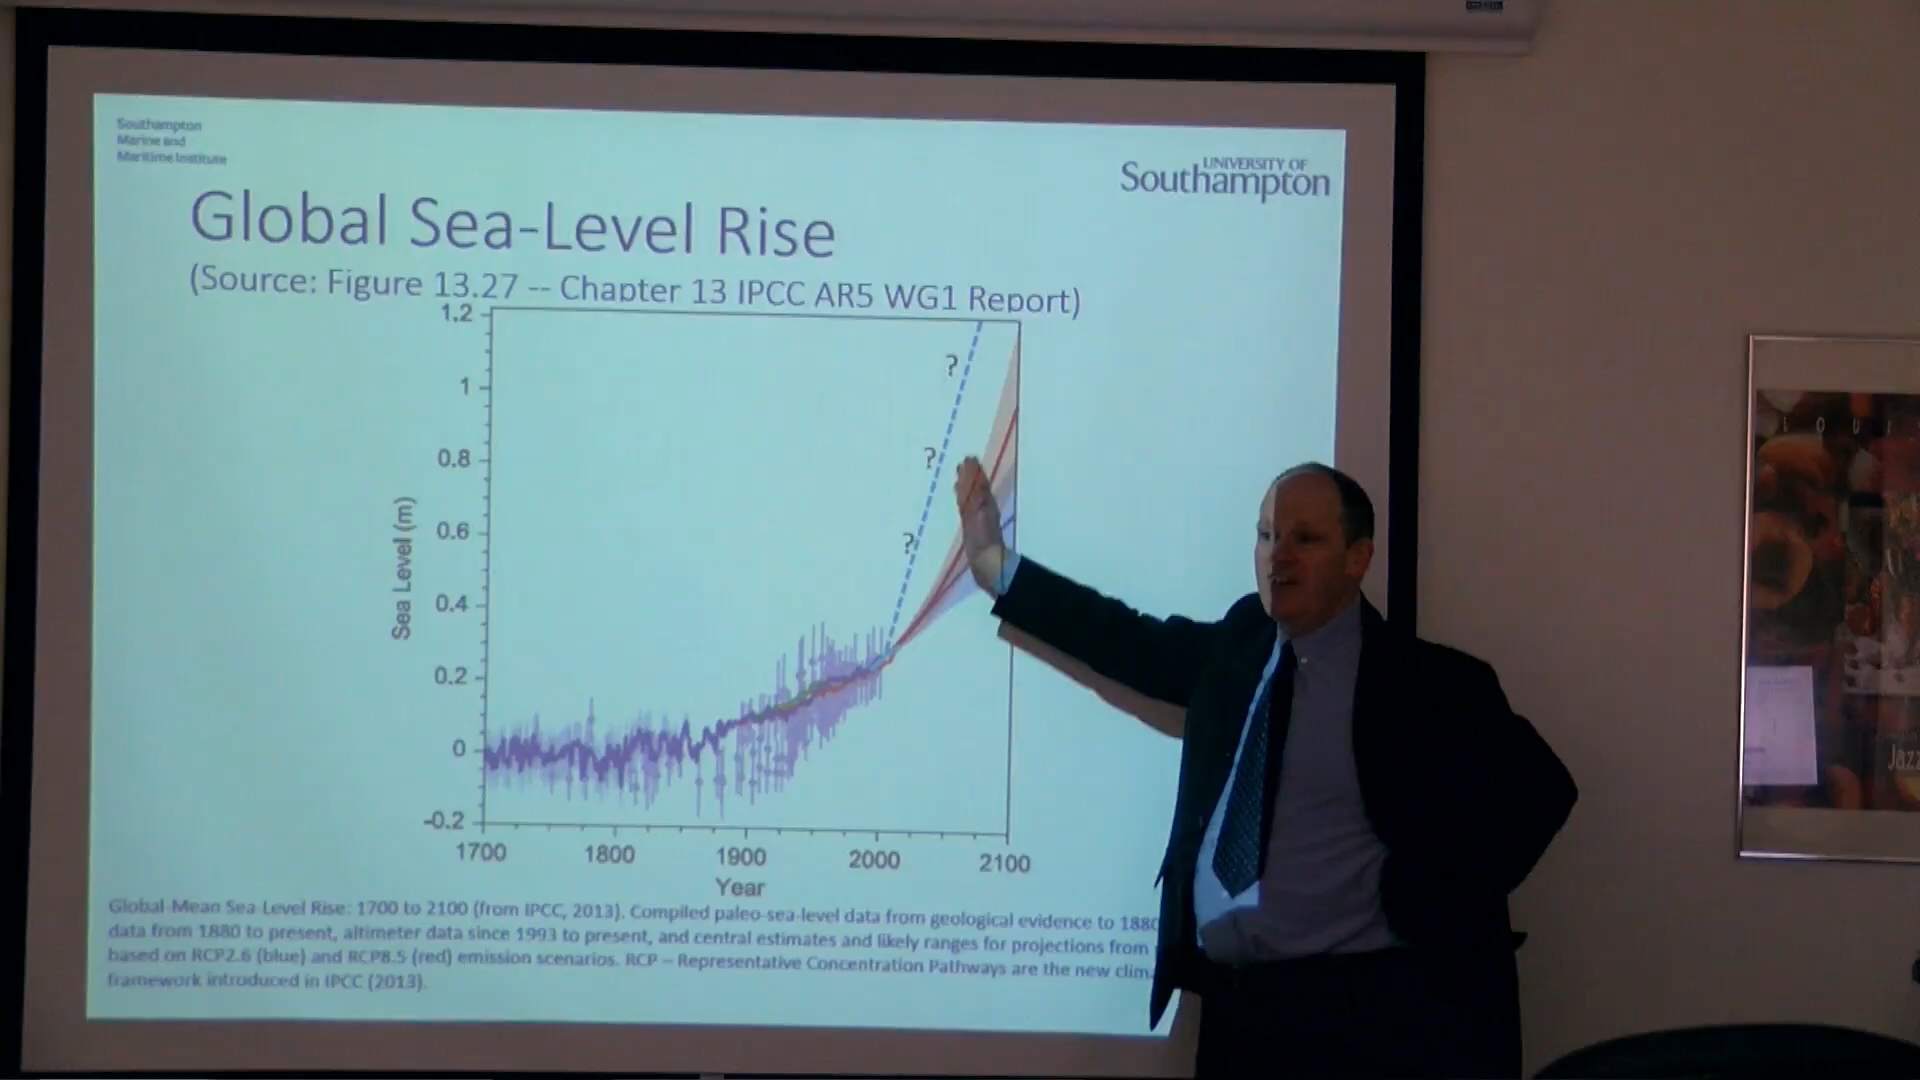 Southampton
Marine and
Maritime Institute
UNIVERSITY OF
Southampton
Global Sea-Level Rise
(Source: Figure 13.27 -- Chapter 13 IPCC AR5 WG1 Report)
1.2
1
0.8
0.6
0.4
0.2
0
-0.2
Sea Level (m)
?
?
?
1700 1800 1900 2000 2100
Year
Global-Mean Sea-Level Rise: 1700 to 2100 (from IPCC, 2013). Compiled paleo-sea-level data from geological evidence to 1880
data from 1880 to present, altimeter data since 1993 to present, and central estimates and likely ranges for projections from
based on RCP2.6 (blue) and RCP8.5 (red) emission scenarios. RCP – Representative Concentration Pathways are the new clim
framework introduced in IPCC (2013).
L O U I
Jazz